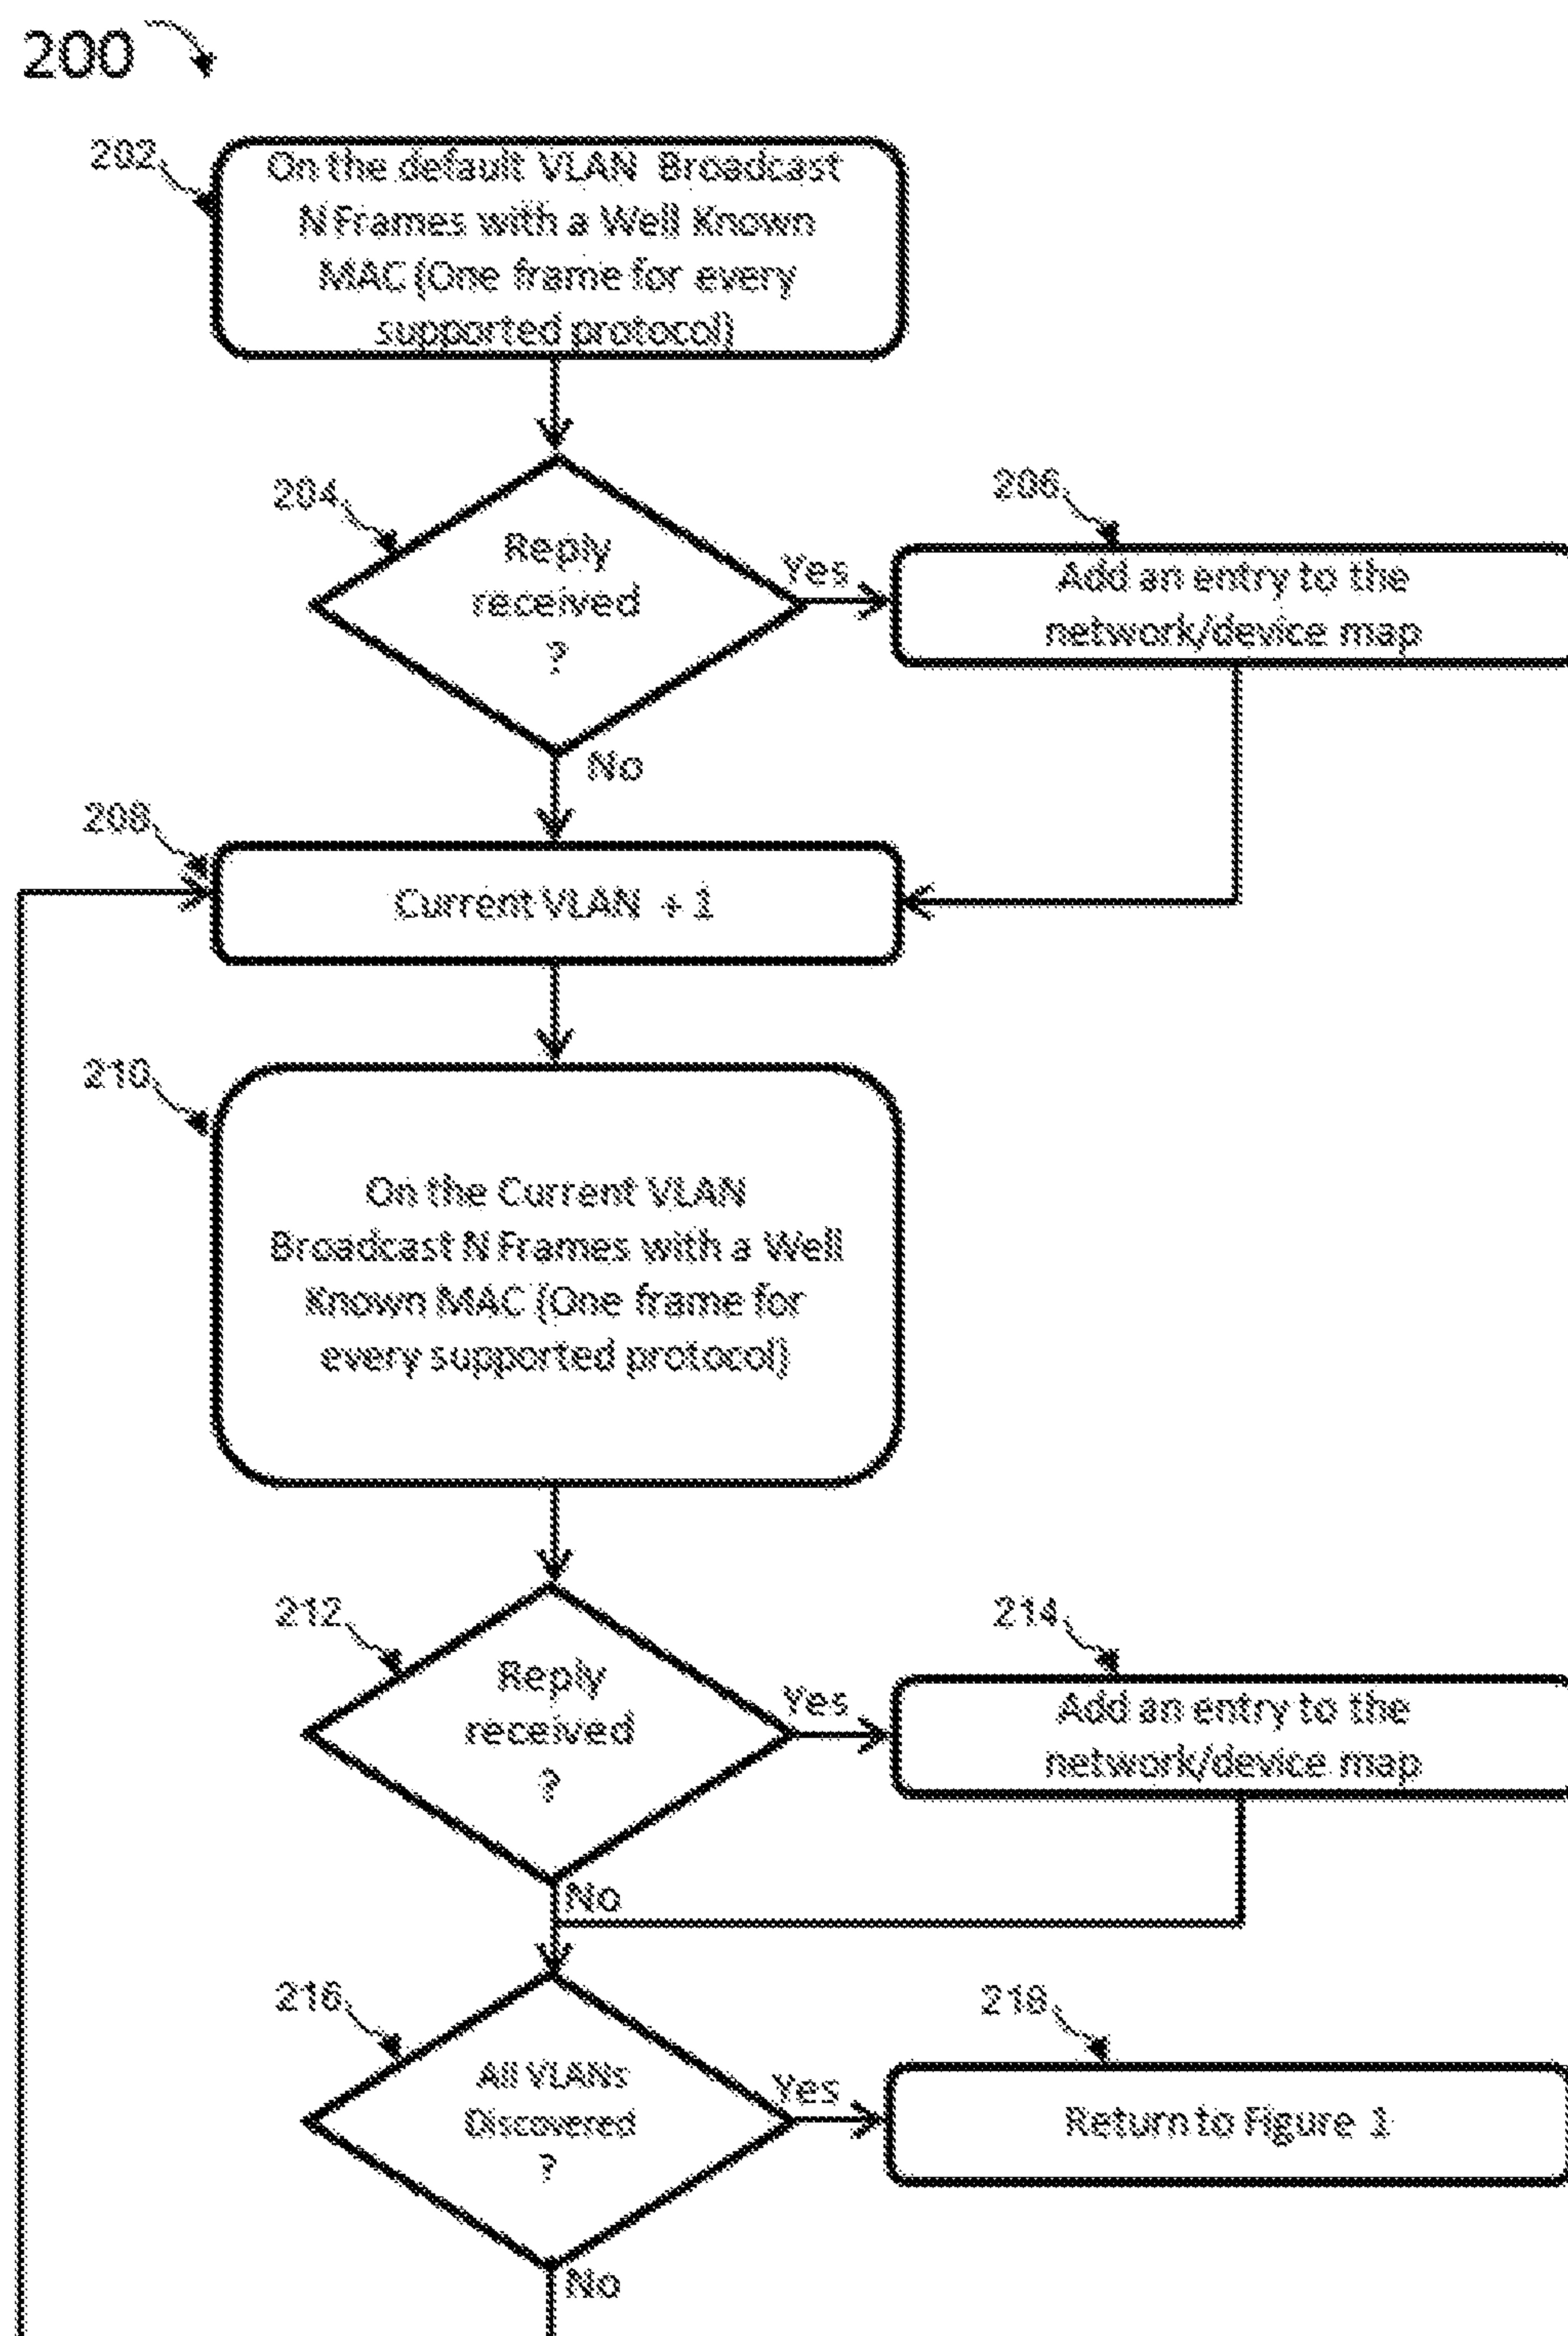 200
202
On the default VLAN Broadcast
N Frames with a Well Known
MAC (One frame for every
supported protocol)
204
Reply
received
?
Yes
206
Add an entry to the
network/device map
No
208
Current VLAN + 1
210
On the Current VLAN
Broadcast N Frames with a Well
Known MAC (One frame for
every supported protocol)
212
Reply
received
?
Yes
214
Add an entry to the
network/device map
No
216
All VLANs
Discovered
?
Yes
218
Return to Figure 1
No